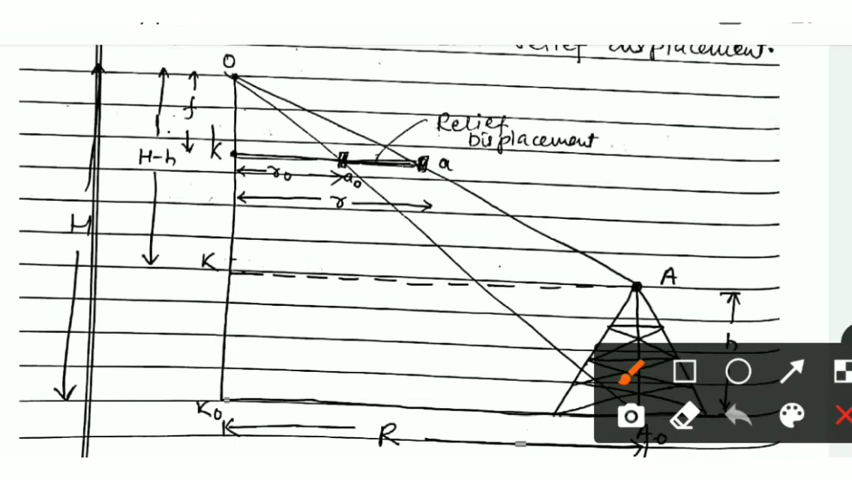 relief displacement.
O
f
Relief
Displacement
k
H-h
a
r0
a0
r
H
K
A
h
K0
R
A0